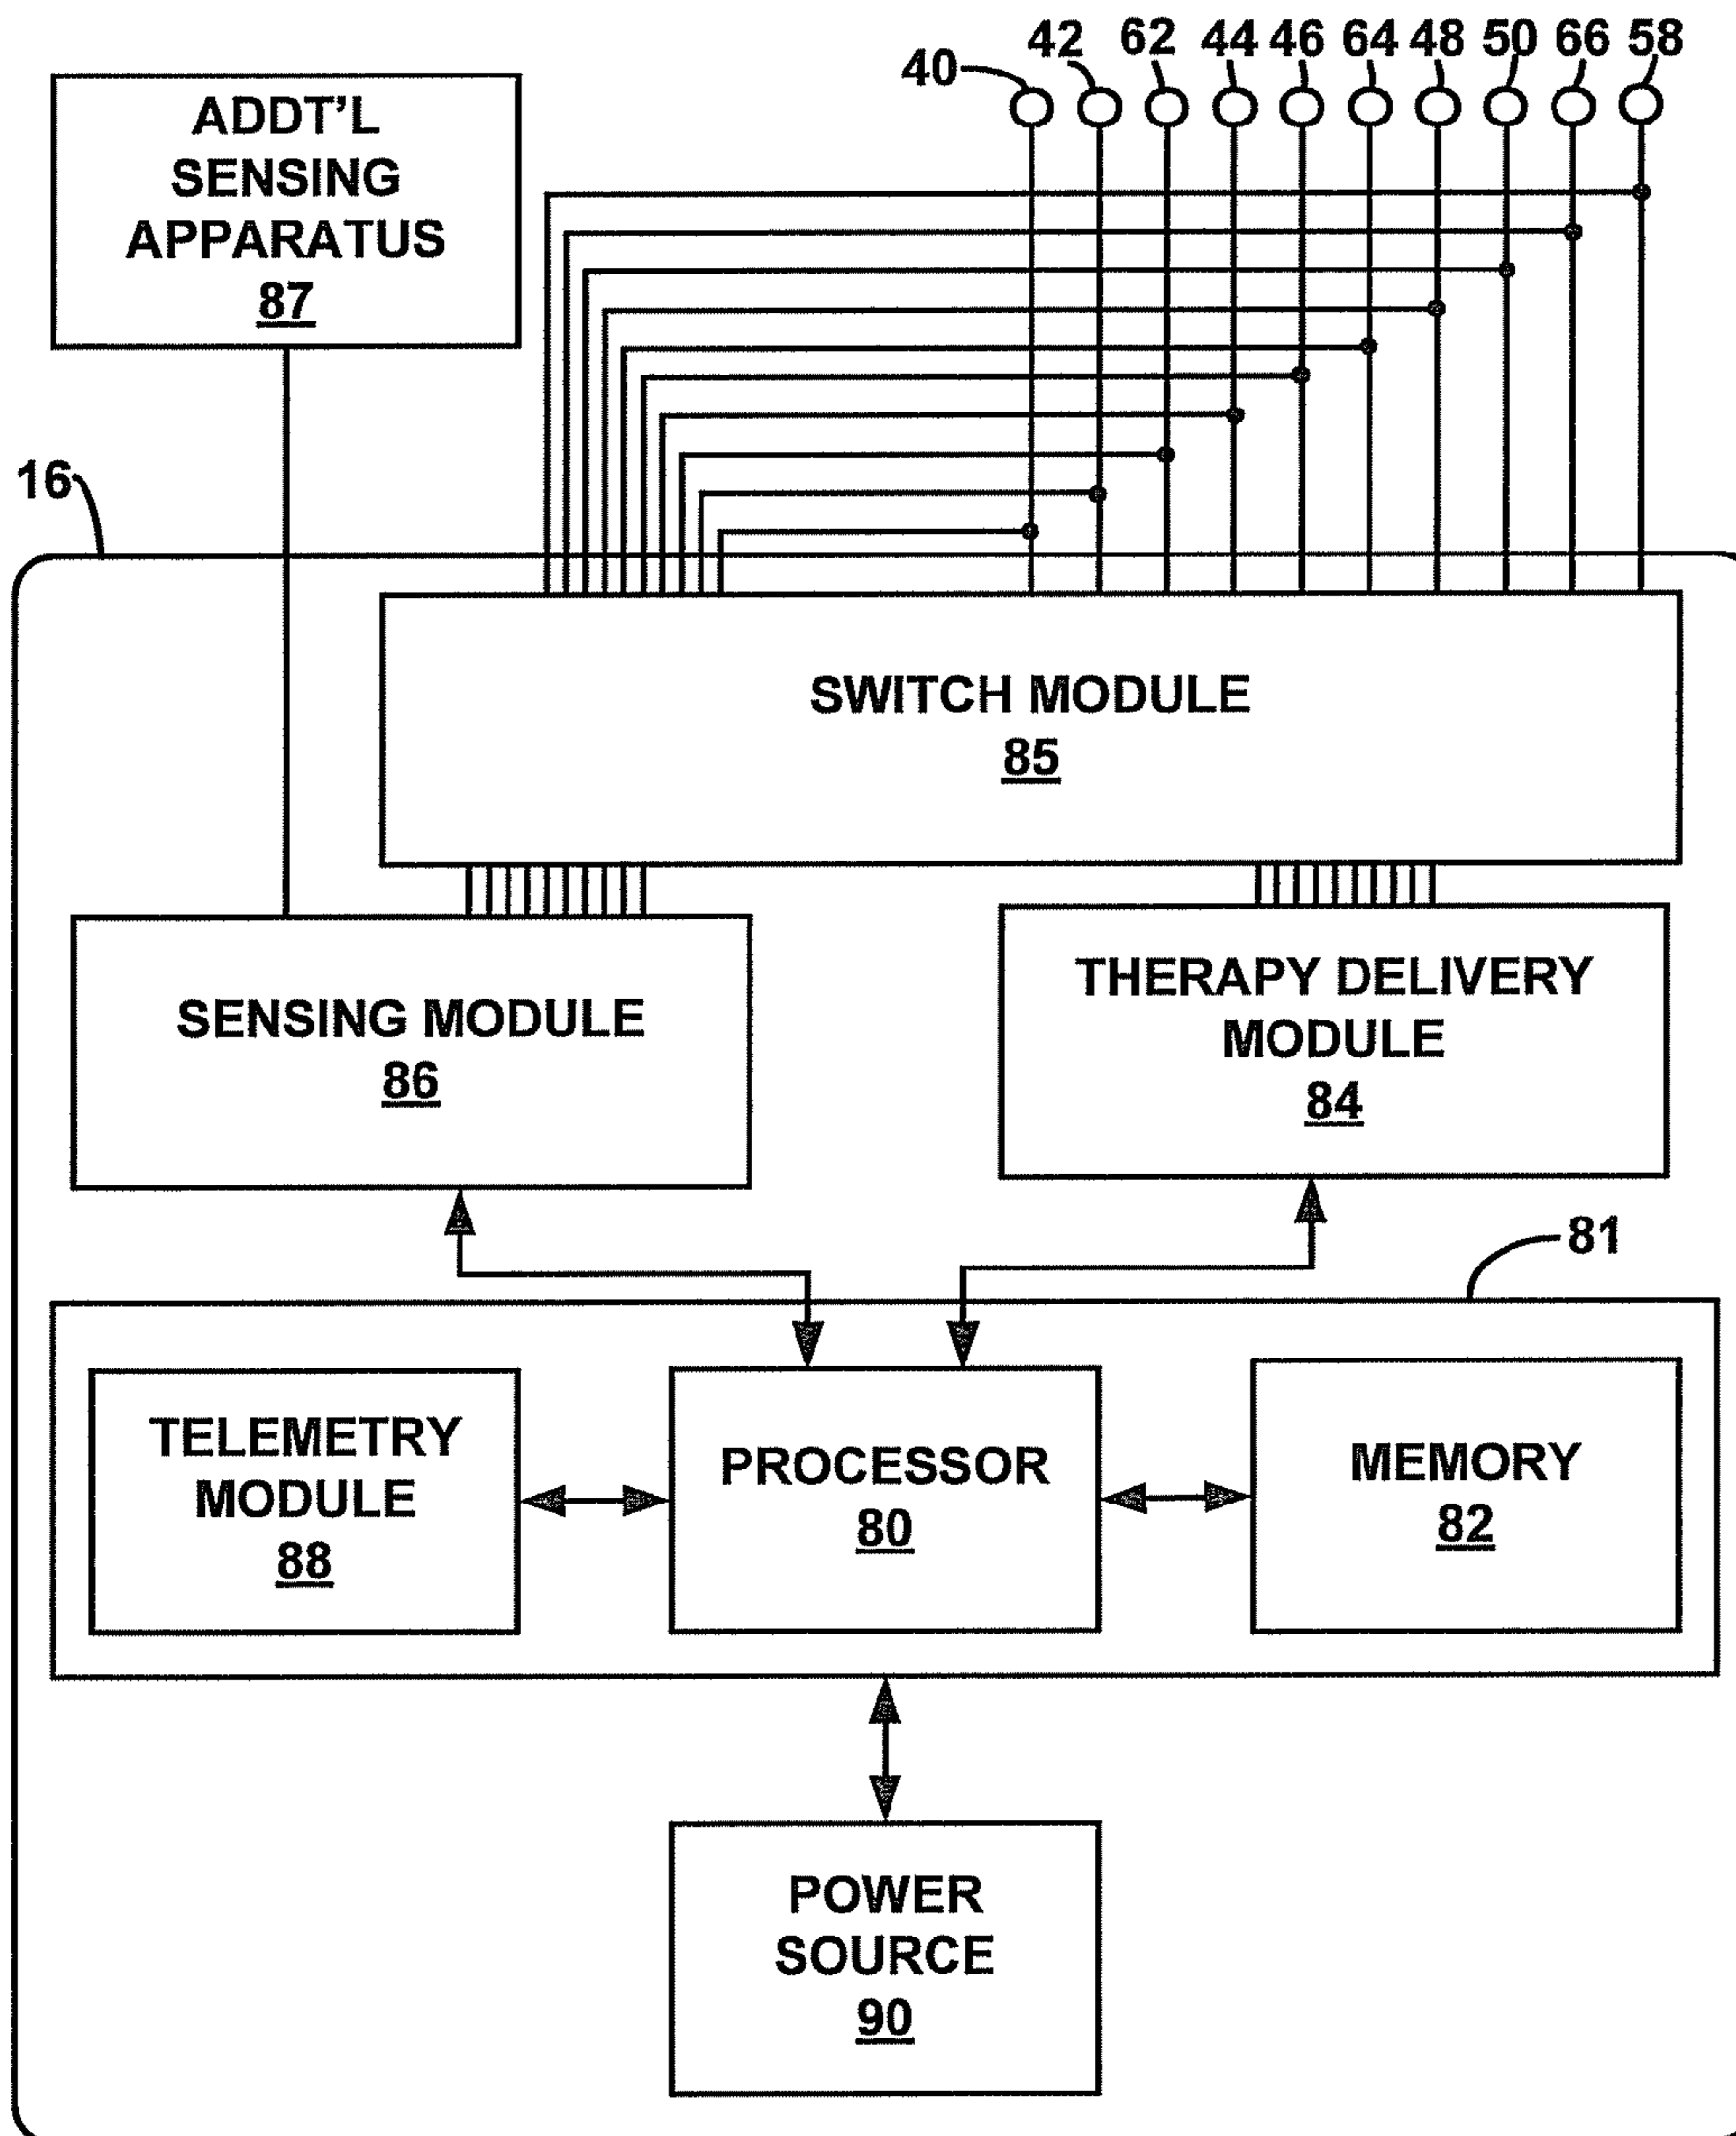 40 42 62 44 46 64 48 50 66 58
ADDT'L
SENSING
APPARATUS
87
16
SWITCH MODULE
85
SENSING MODULE
86
THERAPY DELIVERY
MODULE
84
81
TELEMETRY
MODULE
88
PROCESSOR
80
MEMORY
82
POWER
SOURCE
90